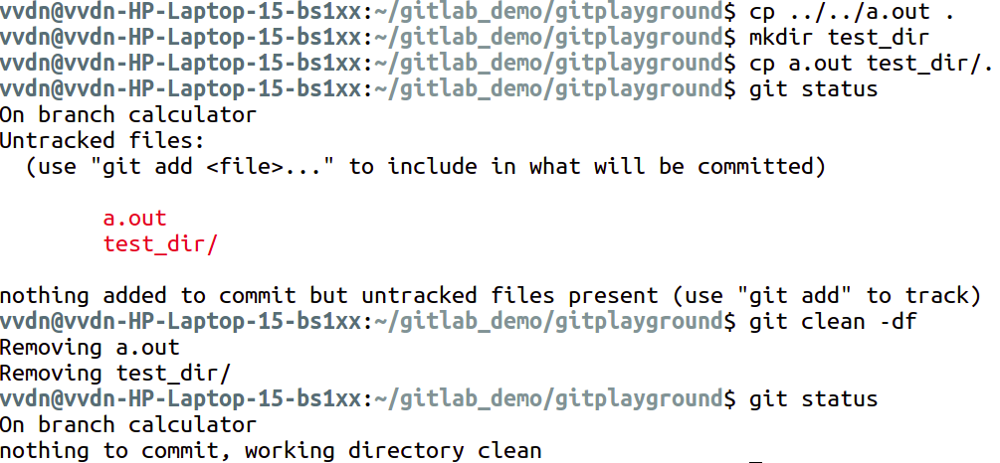 vvdn@vvdn-HP-Laptop-15-bs1xx:~/gitlab_demo/gitplayground$ cp ../../a.out .
vvdn@vvdn-HP-Laptop-15-bs1xx:~/gitlab_demo/gitplayground$ mkdir test_dir
vvdn@vvdn-HP-Laptop-15-bs1xx:~/gitlab_demo/gitplayground$ cp a.out test_dir/.
vvdn@vvdn-HP-Laptop-15-bs1xx:~/gitlab_demo/gitplayground$ git status
On branch calculator
Untracked files:
  (use "git add <file>..." to include in what will be committed)

        a.out
        test_dir/

nothing added to commit but untracked files present (use "git add" to track)
vvdn@vvdn-HP-Laptop-15-bs1xx:~/gitlab_demo/gitplayground$ git clean -df
Removing a.out
Removing test_dir/
vvdn@vvdn-HP-Laptop-15-bs1xx:~/gitlab_demo/gitplayground$ git status
On branch calculator
nothing to commit, working directory clean